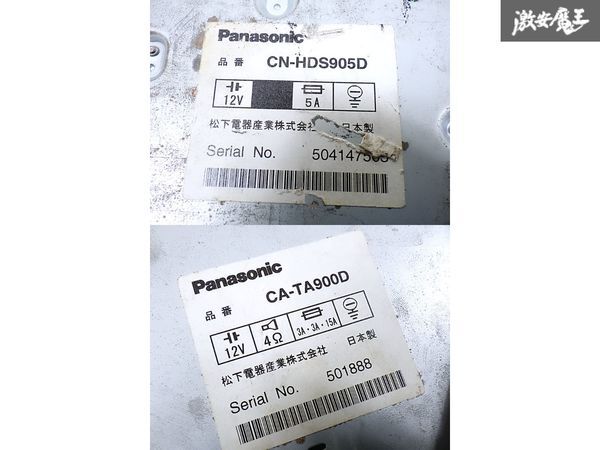 激安魔王
Panasonic
品番 CN-HDS905D
12V 5A
松下電器産業株式会社 日本製
Serial No.
Panasonic
品番 CA-TA900D
12V 4Ω 3A・3A・15A
松下電器産業株式会社 日本製
Serial No. 501888